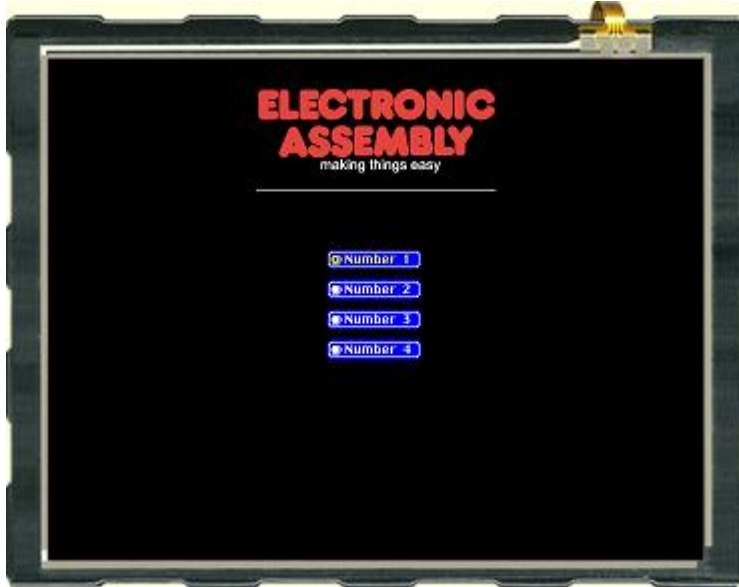 ELECTRONIC
ASSEMBLY
making things easy
Number 1
Number 2
Number 3
Number 4